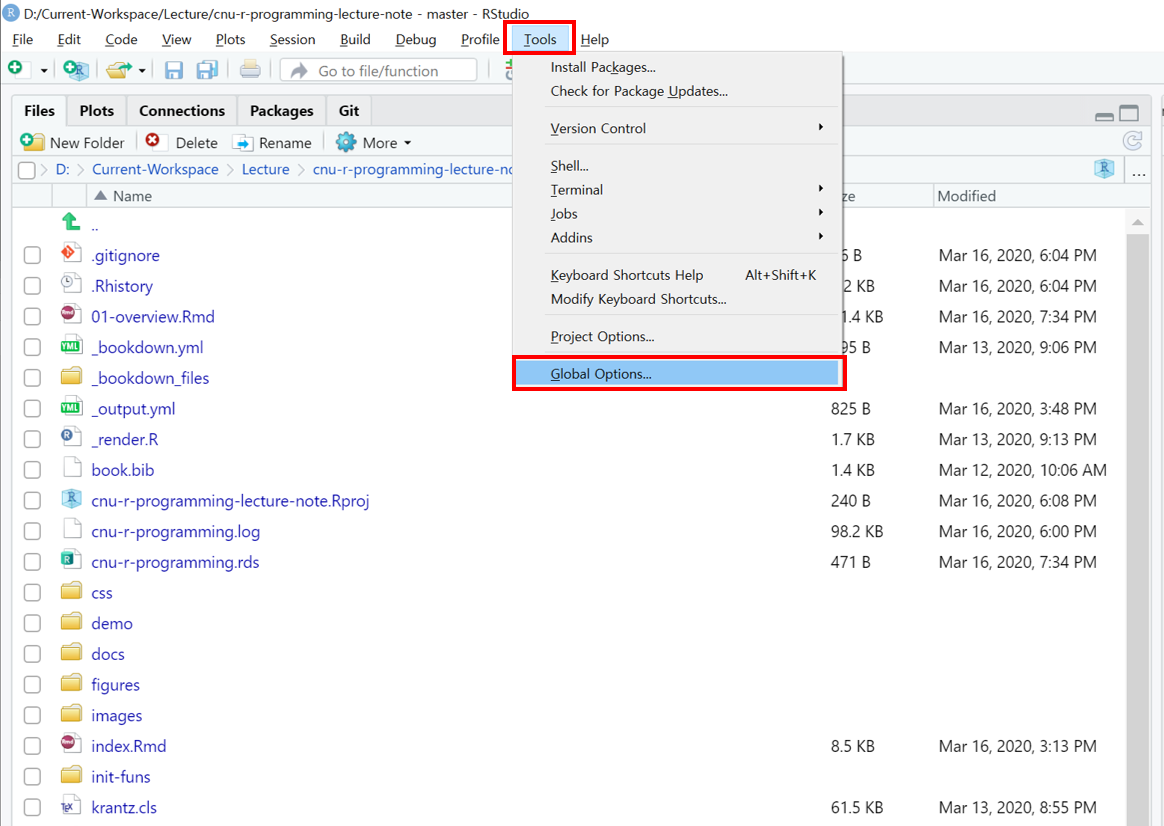 D:/Current-Workspace/Lecture/cnu-r-programming-lecture-note - master - RStudio
File Edit Code View Plots Session Build Debug Profile Tools Help
Go to file/function
Install Packages...
Check for Package Updates...
Version Control
Shell...
Terminal
Jobs
Addins
Keyboard Shortcuts Help Alt+Shift+K
Modify Keyboard Shortcuts...
Project Options...
Global Options...
Files Plots Connections Packages Git
New Folder Delete Rename More
D: Current-Workspace Lecture cnu-r-programming-lecture-no ...
Name ze Modified
..
.gitignore 6 B Mar 16, 2020, 6:04 PM
.Rhistory 2 KB Mar 16, 2020, 6:04 PM
01-overview.Rmd 1.4 KB Mar 16, 2020, 7:34 PM
_bookdown.yml 95 B Mar 13, 2020, 9:06 PM
_bookdown_files
_output.yml 825 B Mar 16, 2020, 3:48 PM
_render.R 1.7 KB Mar 13, 2020, 9:13 PM
book.bib 1.4 KB Mar 12, 2020, 10:06 AM
cnu-r-programming-lecture-note.Rproj 240 B Mar 16, 2020, 6:08 PM
cnu-r-programming.log 98.2 KB Mar 16, 2020, 6:00 PM
cnu-r-programming.rds 471 B Mar 16, 2020, 7:34 PM
css
demo
docs
figures
images
index.Rmd 8.5 KB Mar 16, 2020, 3:13 PM
init-funs
krantz.cls 61.5 KB Mar 13, 2020, 8:55 PM